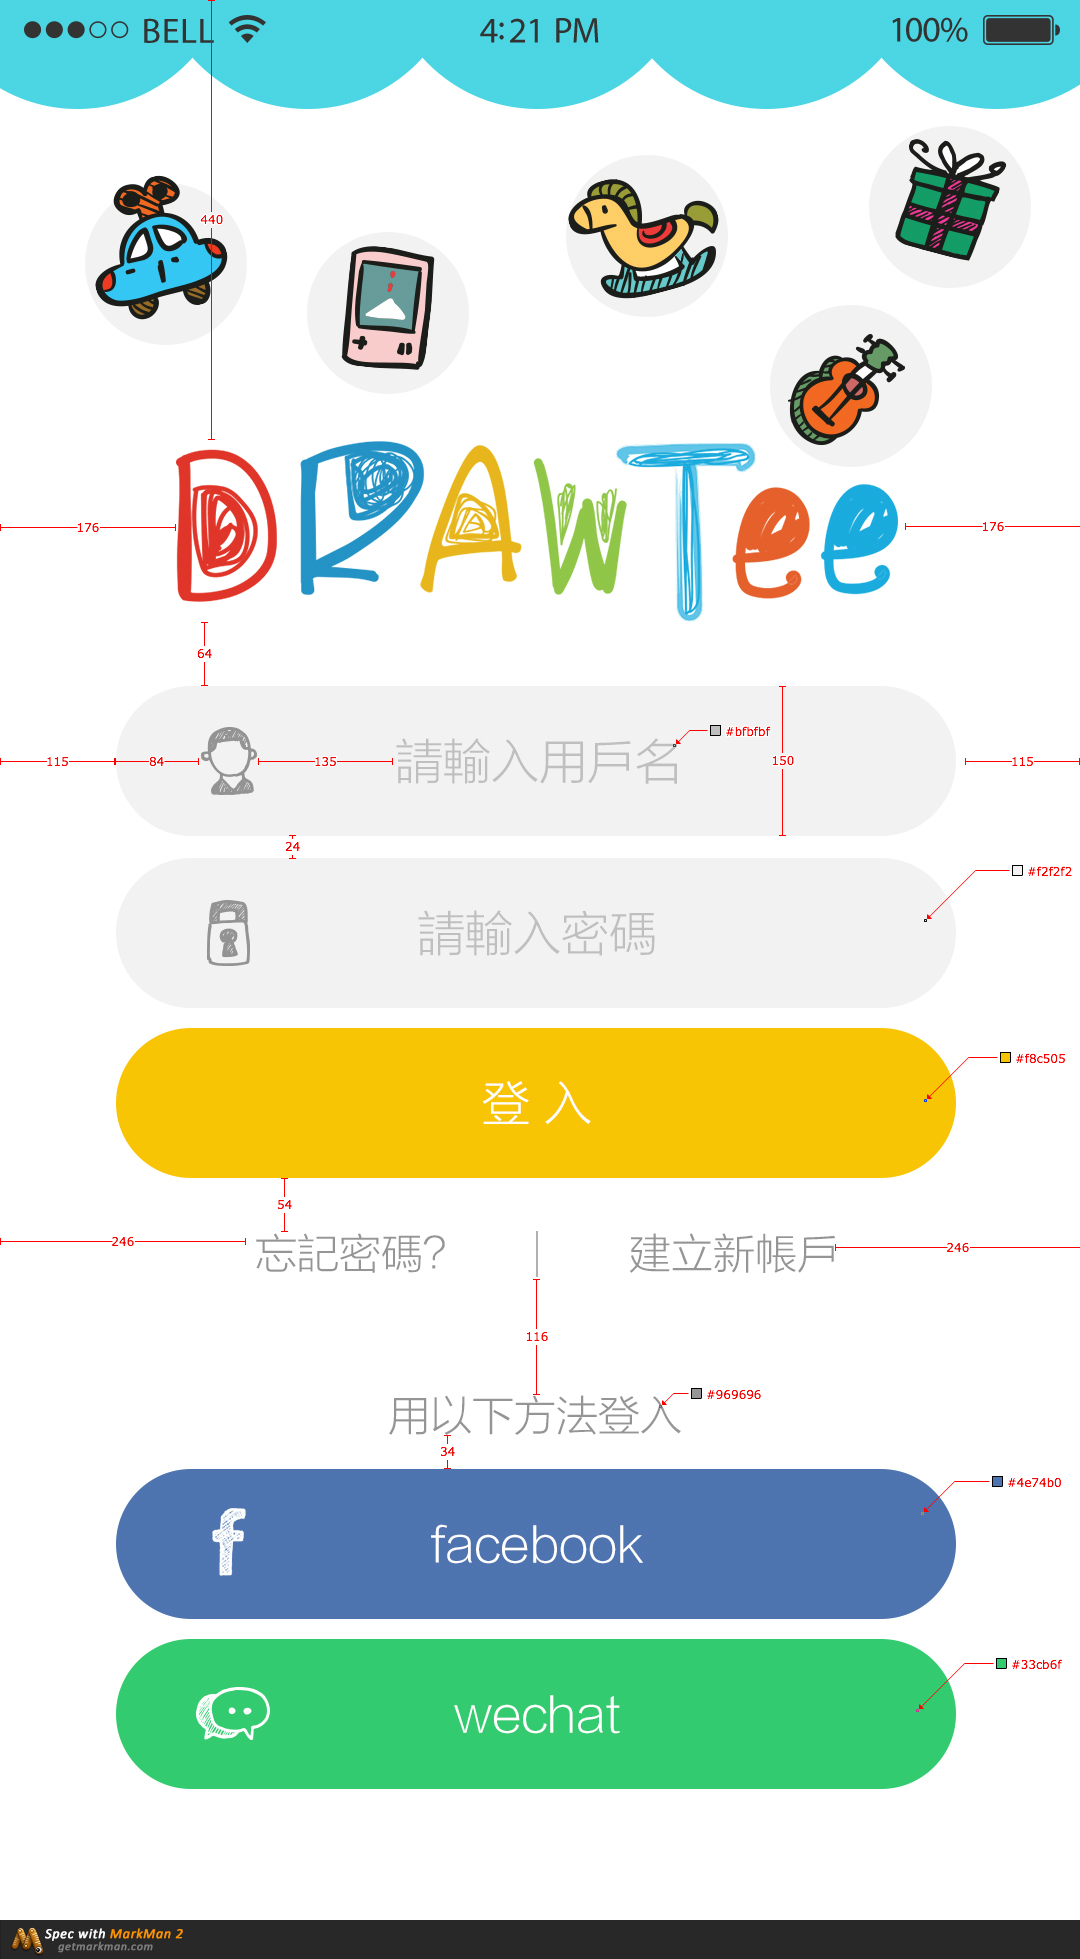 BELL 4:21 PM 100%
440
DRAWTee
176 176
64
#bfbfbf
115 84 135 請輸入用戶名 150 115
24
#f2f2f2
請輸入密碼
#f8c505
登 入
54
246 忘記密碼? 建立新帳戶 246
116
#969696
用以下方法登入
34
#4e74b0
facebook
#33cb6f
wechat
Spec with MarkMan 2
getmarkman.com